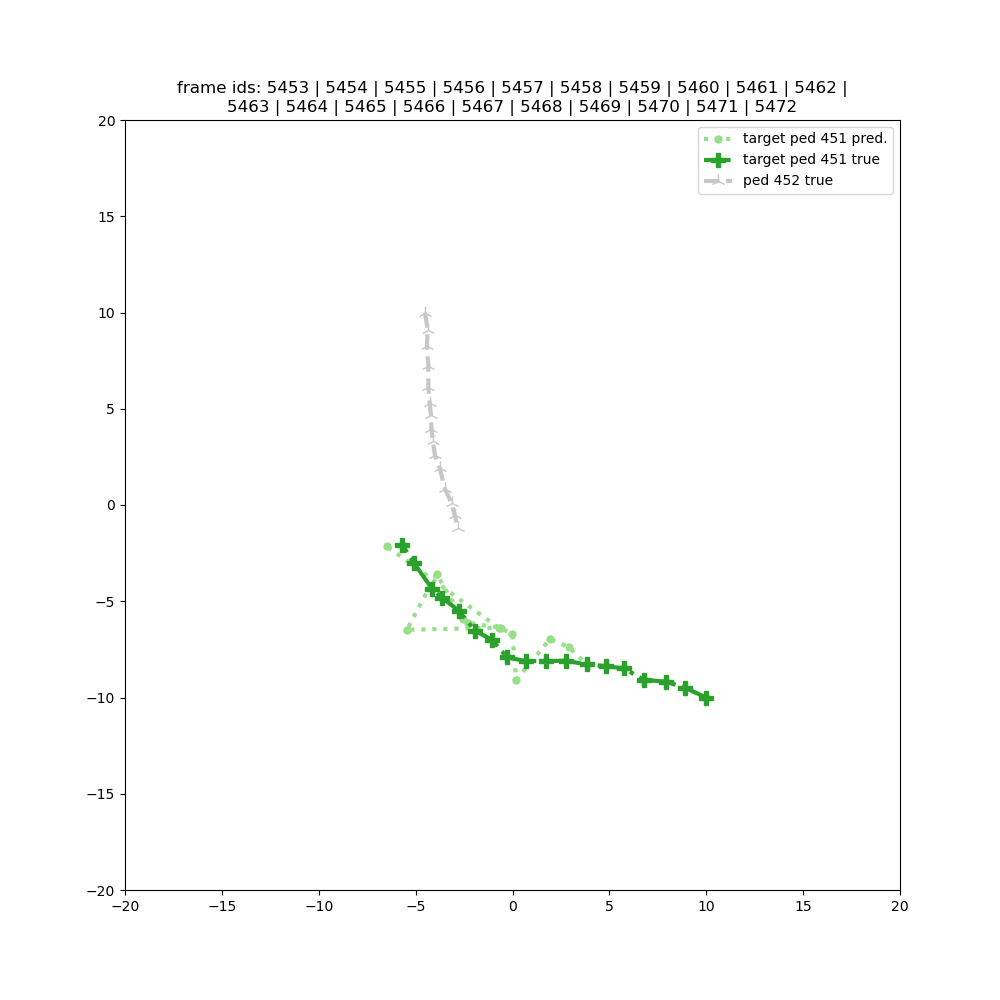 frame ids: 5453 | 5454 | 5455 | 5456 | 5457 | 5458 | 5459 | 5460 | 5461 | 5462 |
5463 | 5464 | 5465 | 5466 | 5467 | 5468 | 5469 | 5470 | 5471 | 5472
target ped 451 pred.
target ped 451 true
ped 452 true
20
15
10
5
0
−5
−10
−15
−20
−20 −15 −10 −5 0 5 10 15 20